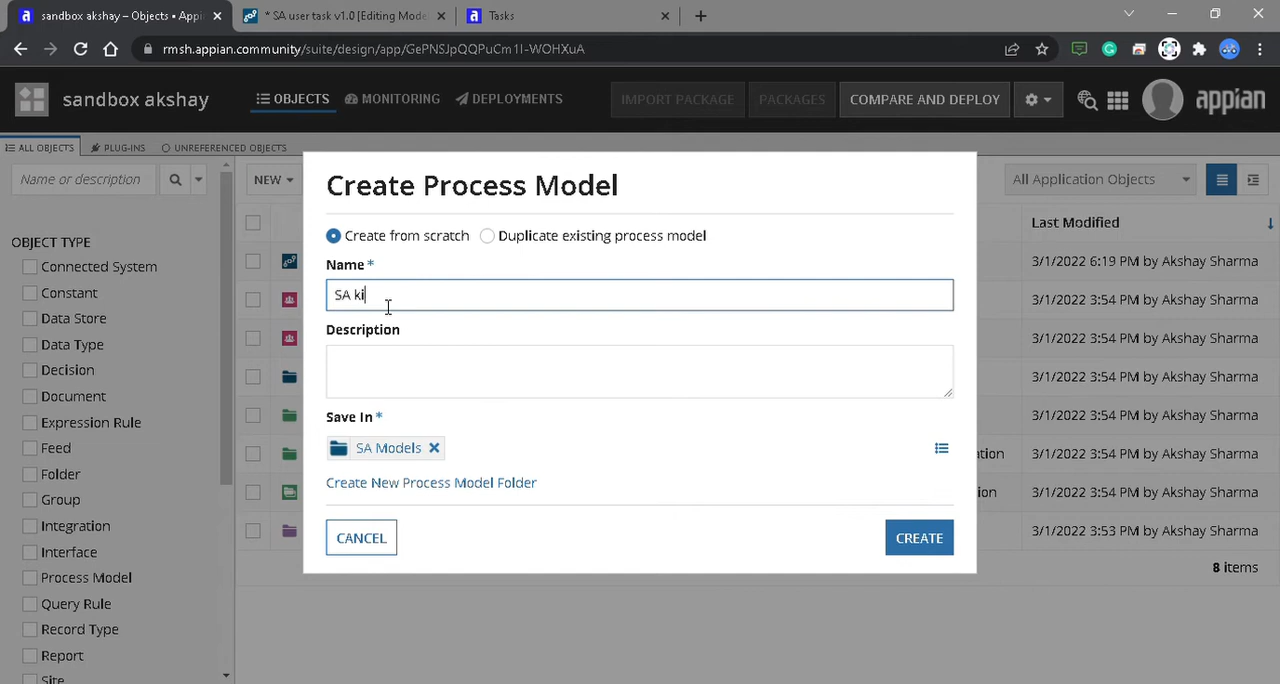 sandbox akshay – Objects • Appi
* SA user task v1.0 [Editing Mode
Tasks
rmsh.appian.community/suite/design/app/GePNSJpQQPuCm1I-WOHXuA
sandbox akshay
OBJECTS
MONITORING
DEPLOYMENTS
IMPORT PACKAGE
PACKAGES
COMPARE AND DEPLOY
appian
ALL OBJECTS
PLUG-INS
UNREFERENCED OBJECTS
Name or description
NEW
All Application Objects
OBJECT TYPE
Connected System
Constant
Data Store
Data Type
Decision
Document
Expression Rule
Feed
Folder
Group
Integration
Interface
Process Model
Query Rule
Record Type
Report
Site
Create Process Model
Create from scratch
Duplicate existing process model
Name *
SA ki
Description
Save In *
SA Models
Create New Process Model Folder
CANCEL
CREATE
Last Modified
3/1/2022 6:19 PM by Akshay Sharma
3/1/2022 3:54 PM by Akshay Sharma
3/1/2022 3:54 PM by Akshay Sharma
3/1/2022 3:54 PM by Akshay Sharma
3/1/2022 3:54 PM by Akshay Sharma
ation
3/1/2022 3:54 PM by Akshay Sharma
on
3/1/2022 3:54 PM by Akshay Sharma
3/1/2022 3:53 PM by Akshay Sharma
8 items